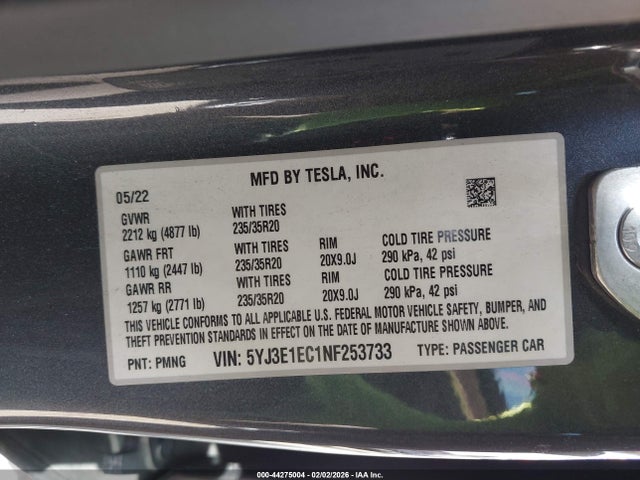 MFD BY TESLA, INC.
05/22
GVWR WITH TIRES
2212 kg (4877 lb) 235/35R20
GAWR FRT WITH TIRES RIM COLD TIRE PRESSURE
1110 kg (2447 lb) 235/35R20 20X9.0J 290 kPa, 42 psi
GAWR RR WITH TIRES RIM COLD TIRE PRESSURE
1257 kg (2771 lb) 235/35R20 20X9.0J 290 kPa, 42 psi
THIS VEHICLE CONFORMS TO ALL APPLICABLE U.S. FEDERAL MOTOR VEHICLE SAFETY, BUMPER, AND
THEFT PREVENTION STANDARDS IN EFFECT ON THE DATE OF MANUFACTURE SHOWN ABOVE.
PNT: PMNG VIN: 5YJ3E1EC1NF253733 TYPE: PASSENGER CAR
000-44275004 - 02/02/2026 - IAA Inc.